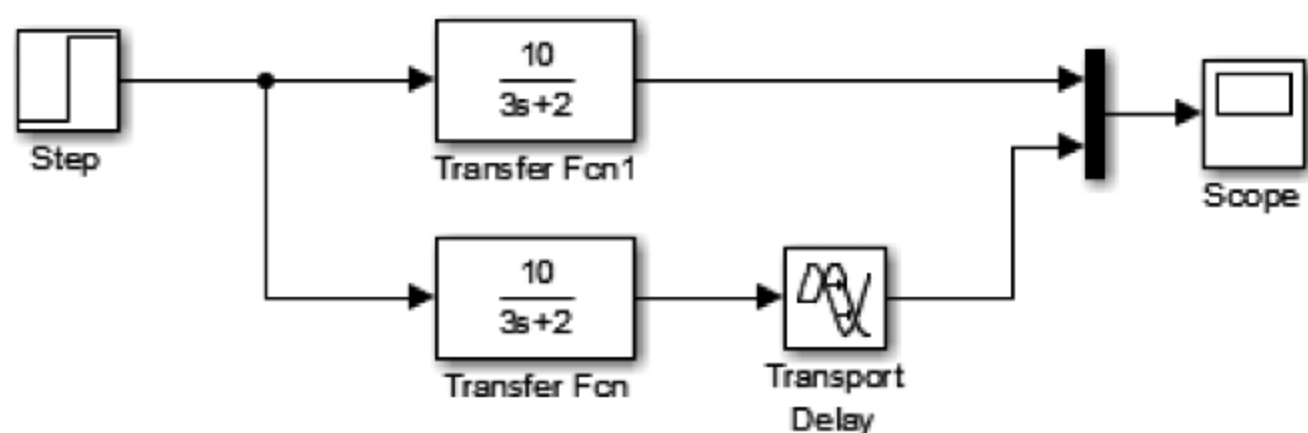 10
3s+2
Step
Transfer Fcn1
Scope
10
3s+2
Transfer Fcn
Transport
Delay